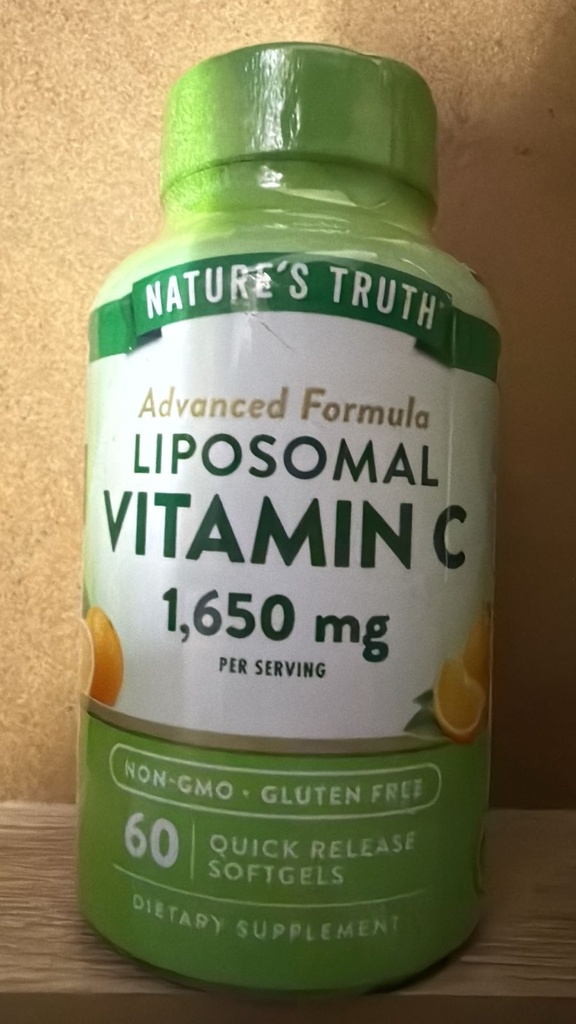 NATURE'S TRUTH
Advanced Formula
LIPOSOMAL
VITAMIN C
1,650 mg
PER SERVING
NON-GMO · GLUTEN FREE
60 QUICK RELEASE
SOFTGELS
DIETARY SUPPLEMENT